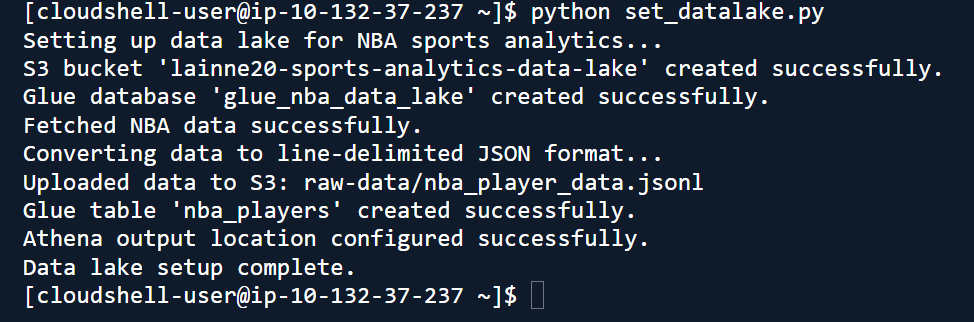 [cloudshell-user@ip-10-132-37-237 ~]$ python set_datalake.py
Setting up data lake for NBA sports analytics...
S3 bucket 'lainne20-sports-analytics-data-lake' created successfully.
Glue database 'glue_nba_data_lake' created successfully.
Fetched NBA data successfully.
Converting data to line-delimited JSON format...
Uploaded data to S3: raw-data/nba_player_data.jsonl
Glue table 'nba_players' created successfully.
Athena output location configured successfully.
Data lake setup complete.
[cloudshell-user@ip-10-132-37-237 ~]$